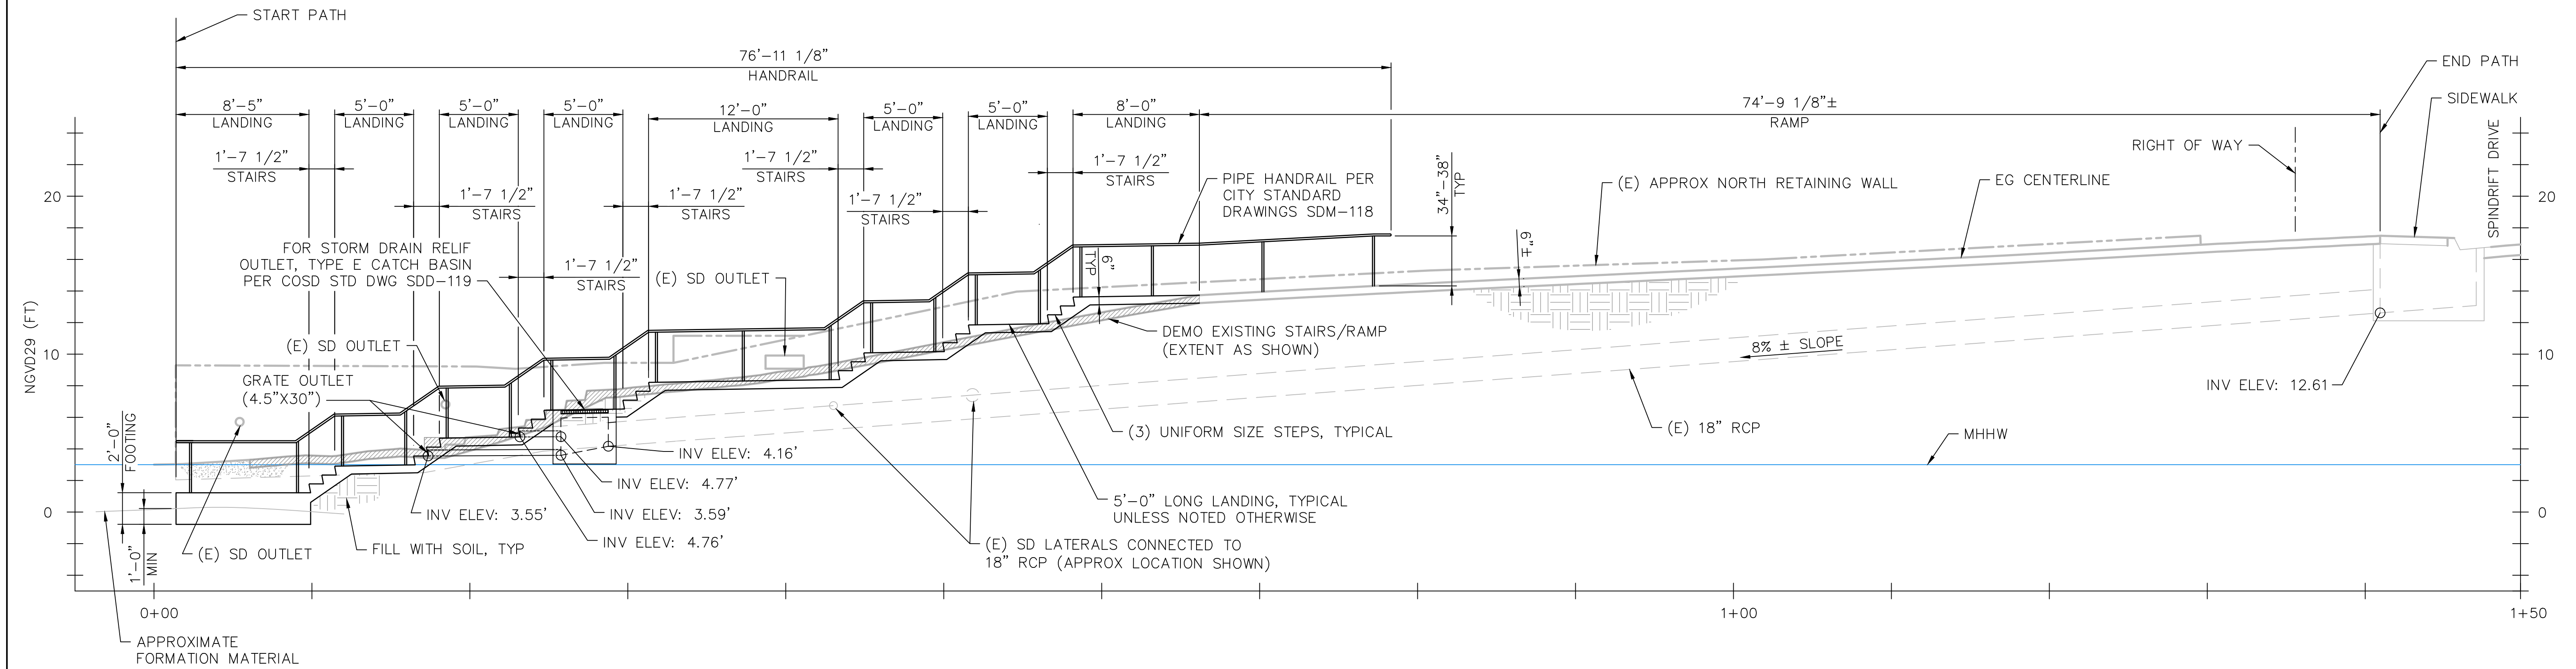 START PATH
76'-11 1/8"
HANDRAIL
END PATH
SIDEWALK
8'-5"
LANDING
5'-0"
LANDING
5'-0"
LANDING
5'-0"
LANDING
12'-0"
LANDING
5'-0"
LANDING
5'-0"
LANDING
8'-0"
LANDING
74'-9 1/8"±
RAMP
SPINDRIFT DRIVE
RIGHT OF WAY
1'-7 1/2"
STAIRS
1'-7 1/2"
STAIRS
1'-7 1/2"
STAIRS
1'-7 1/2"
STAIRS
1'-7 1/2"
STAIRS
1'-7 1/2"
STAIRS
1'-7 1/2"
STAIRS
PIPE HANDRAIL PER
CITY STANDARD
DRAWINGS SDM-118
34"-38"
TYP
(E) APPROX NORTH RETAINING WALL
EG CENTERLINE
20
20
FOR STORM DRAIN RELIF
OUTLET, TYPE E CATCH BASIN
PER COSD STD DWG SDD-119
(E) SD OUTLET
6"
TYP
6"±
NGVD29 (FT)
DEMO EXISTING STAIRS/RAMP
(EXTENT AS SHOWN)
(E) SD OUTLET
10
10
8% ± SLOPE
GRATE OUTLET
(4.5"X30")
INV ELEV: 12.61
2'-0"
FOOTING
(3) UNIFORM SIZE STEPS, TYPICAL
(E) 18" RCP
MHHW
INV ELEV: 4.16'
INV ELEV: 4.77'
5'-0" LONG LANDING, TYPICAL
UNLESS NOTED OTHERWISE
0
0
INV ELEV: 3.55'
INV ELEV: 3.59'
INV ELEV: 4.76'
(E) SD OUTLET
FILL WITH SOIL, TYP
(E) SD LATERALS CONNECTED TO
18" RCP (APPROX LOCATION SHOWN)
1'-0"
MIN
0+00
1+00
1+50
APPROXIMATE
FORMATION MATERIAL